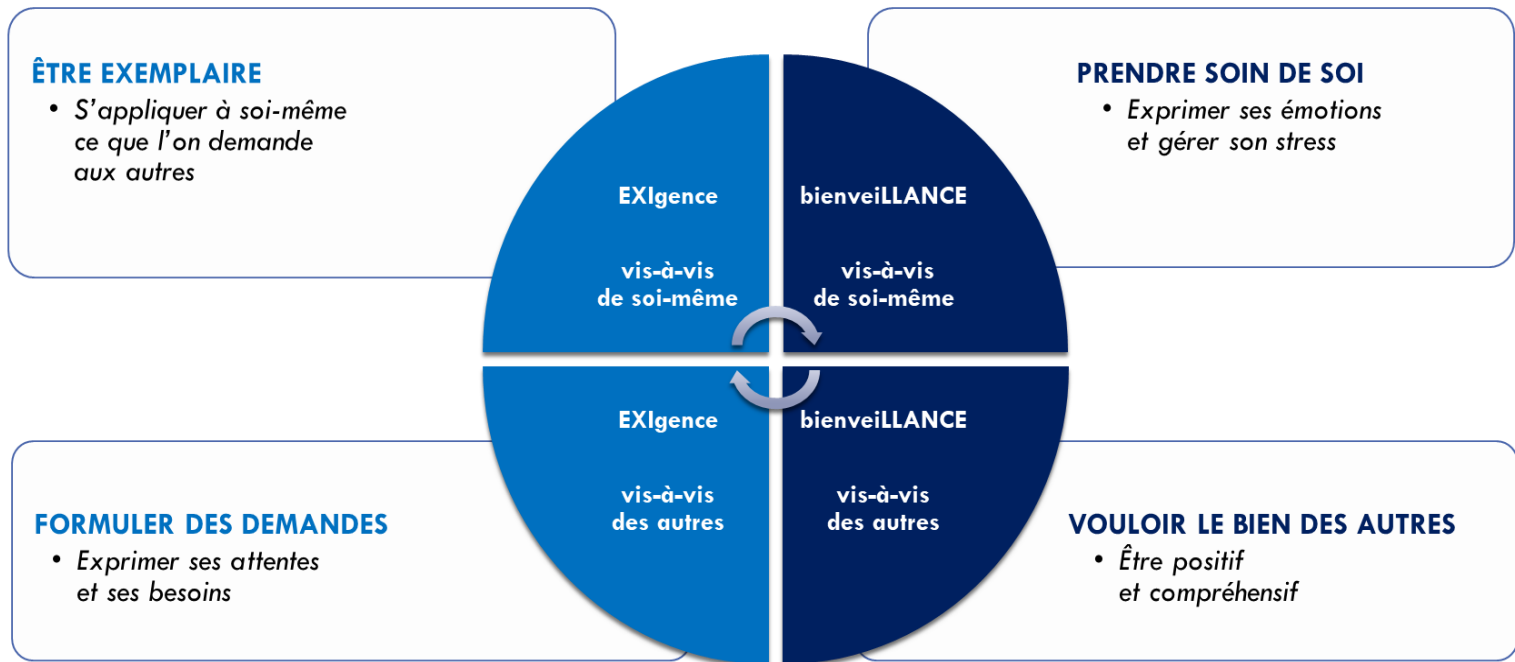 ÊTRE EXEMPLAIRE
• S'appliquer à soi-même
ce que l'on demande
aux autres
PRENDRE SOIN DE SOI
• Exprimer ses émotions
et gérer son stress
EXIgence
vis-à-vis
de soi-même
bienveiLLANCE
vis-à-vis
de soi-même
EXIgence
vis-à-vis
des autres
bienveiLLANCE
vis-à-vis
des autres
FORMULER DES DEMANDES
• Exprimer ses attentes
et ses besoins
VOULOIR LE BIEN DES AUTRES
• Être positif
et compréhensif